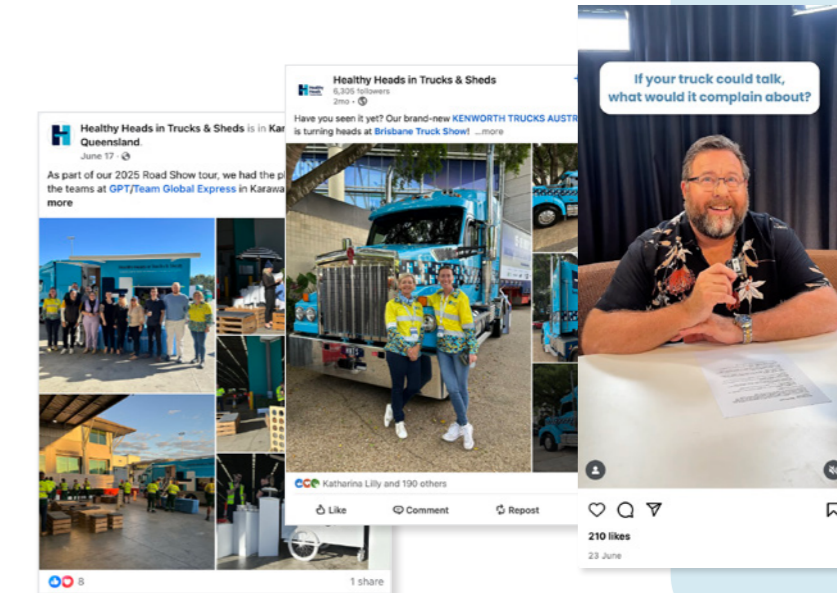 Healthy Heads in Trucks & Sheds is in Kar
Queensland.
June 17
As part of our 2025 Road Show tour, we had the pl
the teams at GPT/Team Global Express in Karawa
more
8
1 share
Healthy Heads in Trucks & Sheds
6,305 followers
2mo
Have you seen it yet? Our brand-new KENWORTH TRUCKS AUSTR
is turning heads at Brisbane Truck Show! ...more
Katharina Lilly and 190 others
Like
Comment
Repost
If your truck could talk,
what would it complain about?
210 likes
23 June